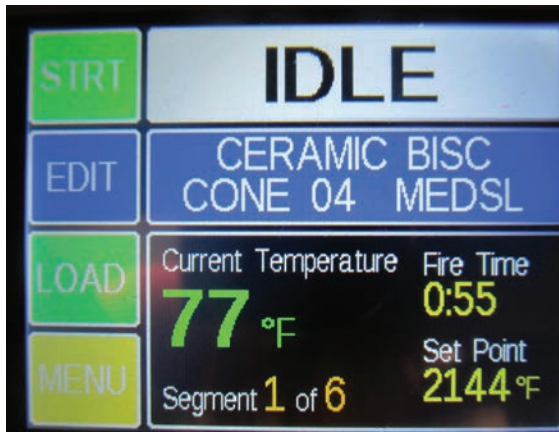 STRT
IDLE
EDIT
CERAMIC BISC
CONE 04 MEDSL
LOAD
Current Temperature
77 °F
Fire Time
0:55
MENU
Segment 1 of 6
Set Point
2144 °F